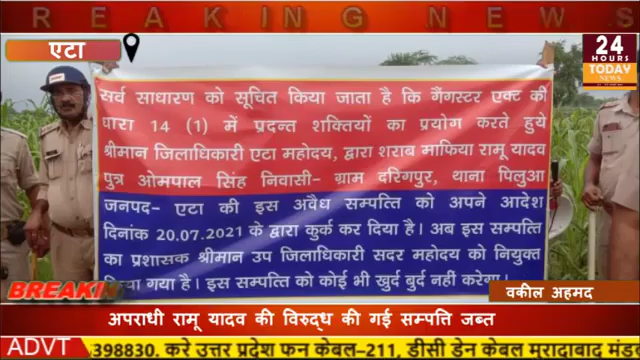 BREAKING NEWS
एटा
24
HOURS
TODAY
NEWS
सर्व साधारण को सूचित किया जाता है कि गैंगस्टर एक्ट की
धारा 14 (1) में प्रदन्त शक्तियों का प्रयोग करते हुये
श्रीमान जिलाधिकारी एटा महोदय, द्वारा शराब माफिया रामू यादव
पुत्र ओमपाल सिंह निवासी- ग्राम दरिगपुर, थाना पिलुआ
जनपद- एटा की इस अवैध सम्पत्ति को अपने आदेश
दिनांक 20.07.2021 के द्वारा कुर्क कर दिया है। अब इस सम्पत्ति
का प्रशासक श्रीमान उप जिलाधिकारी सदर महोदय को नियुक्त
किया गया है। इस सम्पत्ति को कोई भी खुर्द बुर्द नहीं करेगा।
BREAKIN
वकील अहमद
अपराधी रामू यादव की विरुद्ध की गई सम्पत्ति जब्त
ADVT 398830. करे उत्तर प्रदेश फन केबल-211, डीसी डेन केबल मरादाबाद मंड